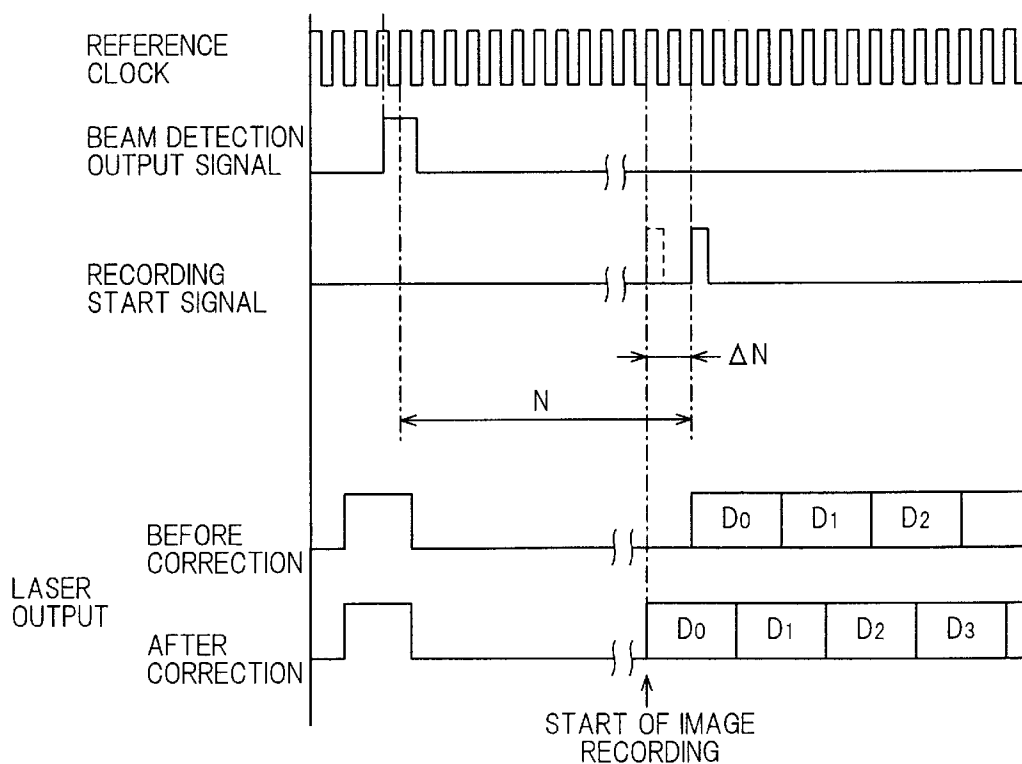 REFERENCE
CLOCK
BEAM DETECTION
OUTPUT SIGNAL
RECORDING
START SIGNAL
ΔN
N
BEFORE
CORRECTION
D0
D1
D2
LASER
OUTPUT
AFTER
CORRECTION
D0
D1
D2
D3
START OF IMAGE
RECORDING